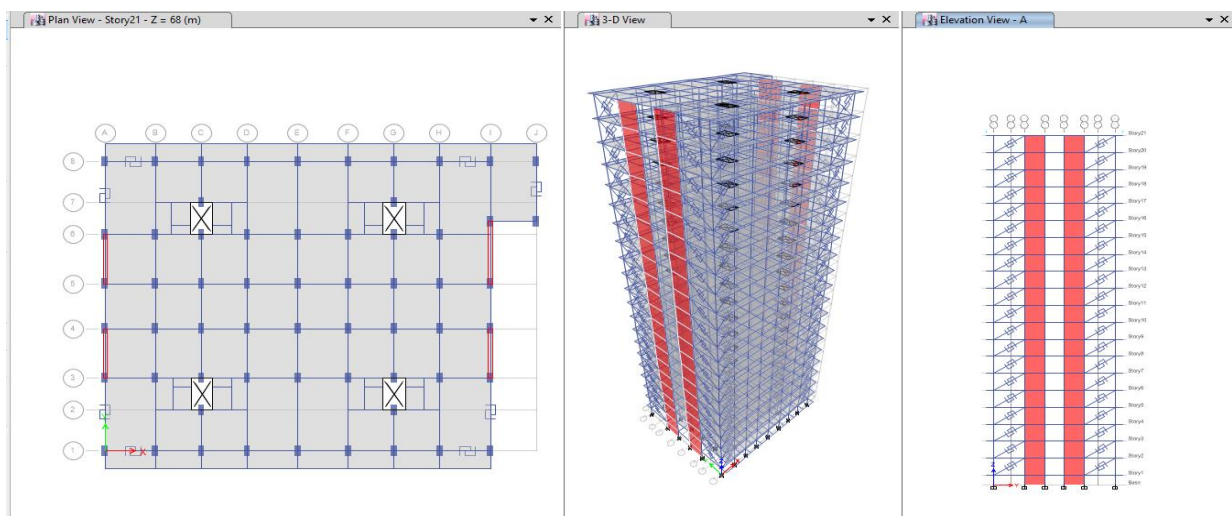 Plan View - Story21 - Z = 68 (m)
3-D View
Elevation View - A
A B C D E F G H I J
8
7
6
5
4
3
2
1
X
Story21
Story20
Story19
Story18
Story17
Story16
Story15
Story14
Story13
Story12
Story11
Story10
Story9
Story8
Story7
Story6
Story5
Story4
Story3
Story2
Story1
Base
Z
Y